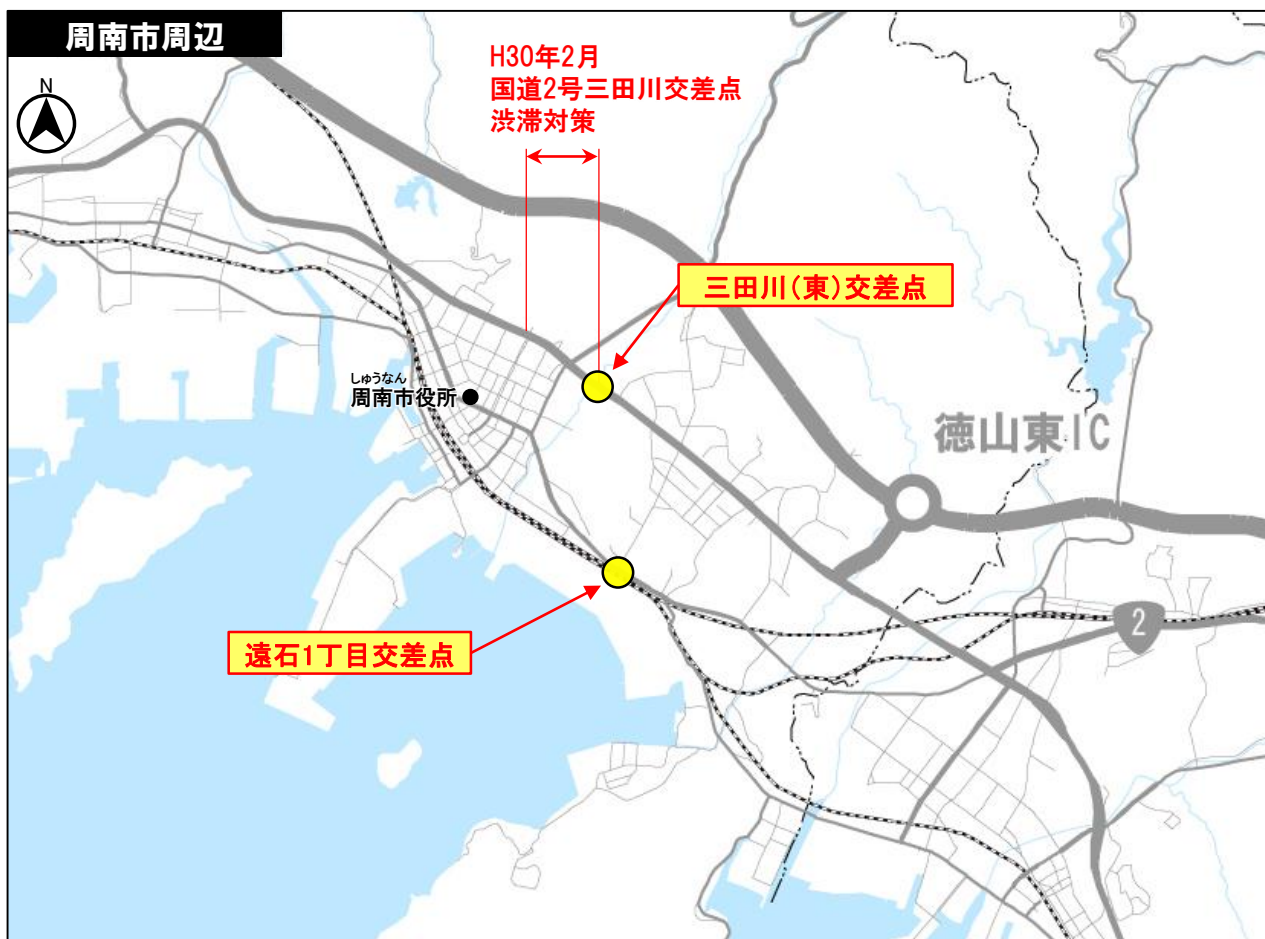 周南市周辺
N
H30年2月
国道2号三田川交差点
渋滞対策
三田川(東)交差点
しゅうなん
周南市役所
徳山東IC
2
遠石1丁目交差点